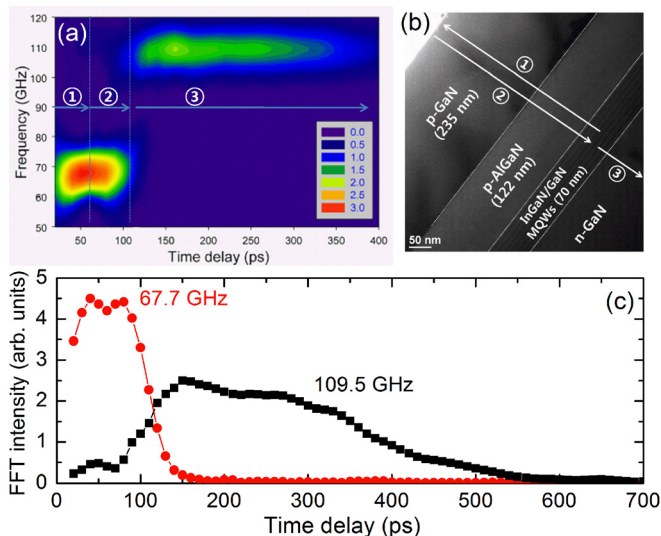 (a)
120
110
100
90
80
70
60
50
Frequency (GHz)
① ② ③
0.0
0.5
1.0
1.5
2.0
2.5
3.0
50 100 150 200 250 300 350 400
Time delay (ps)
(b)
①
②
③
p-GaN
(235 nm)
p-AlGaN
(122 nm)
InGaN/GaN
MQWs (70 nm)
n-GaN
50 nm
(c)
5
4
3
2
1
0
FFT intensity (arb. units)
67.7 GHz
109.5 GHz
0 100 200 300 400 500 600 700
Time delay (ps)